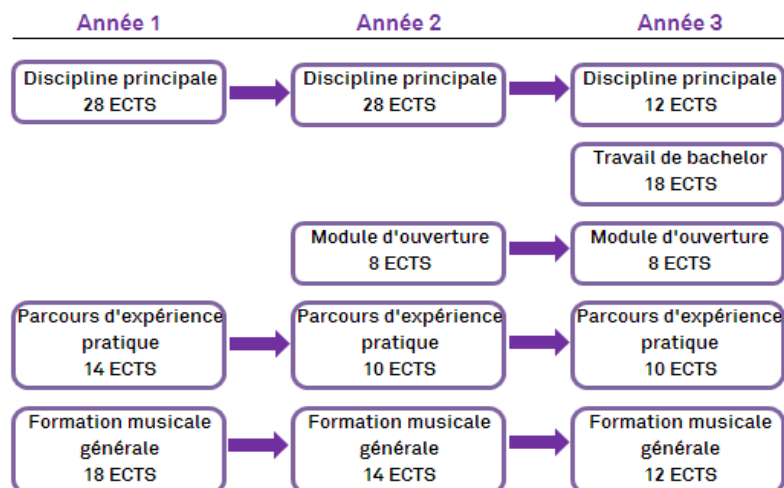 Année 1
Année 2
Année 3
Discipline principale
28 ECTS
Discipline principale
28 ECTS
Discipline principale
12 ECTS
Travail de bachelor
18 ECTS
Module d'ouverture
8 ECTS
Module d'ouverture
8 ECTS
Parcours d'expérience
pratique
14 ECTS
Parcours d'expérience
pratique
10 ECTS
Parcours d'expérience
pratique
10 ECTS
Formation musicale
générale
18 ECTS
Formation musicale
générale
14 ECTS
Formation musicale
générale
12 ECTS